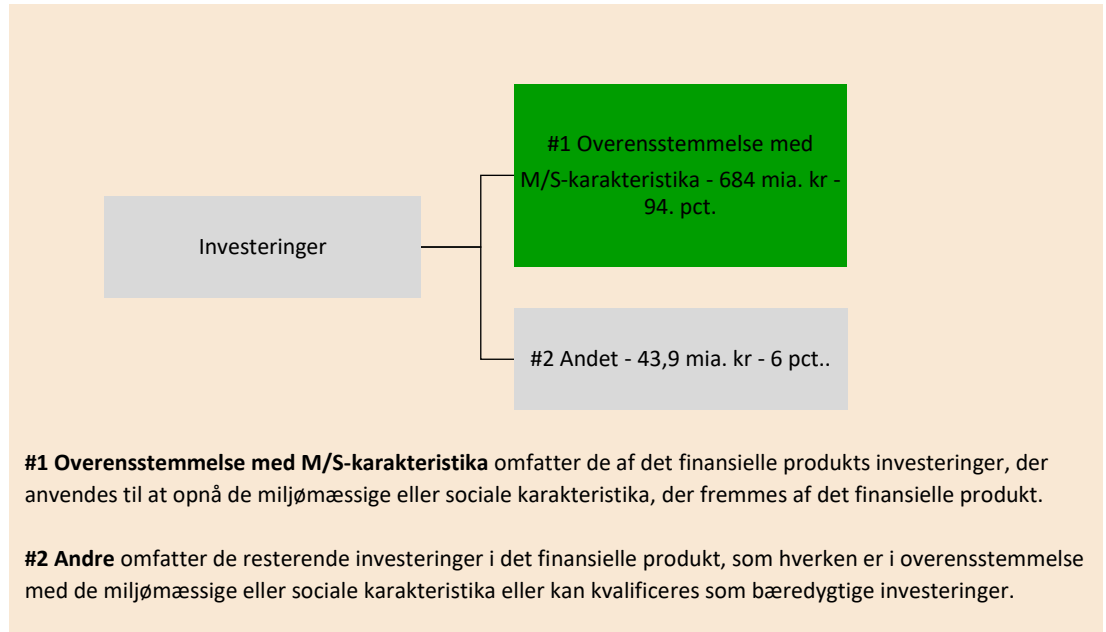 #1 Overensstemmelse med
M/S-karakteristika - 684 mia. kr -
94. pct.
Investeringer
#2 Andet - 43,9 mia. kr - 6 pct..
#1 Overensstemmelse med M/S-karakteristika omfatter de af det finansielle produkts investeringer, der
anvendes til at opnå de miljømæssige eller sociale karakteristika, der fremmes af det finansielle produkt.
#2 Andre omfatter de resterende investeringer i det finansielle produkt, som hverken er i overensstemmelse
med de miljømæssige eller sociale karakteristika eller kan kvalificeres som bæredygtige investeringer.